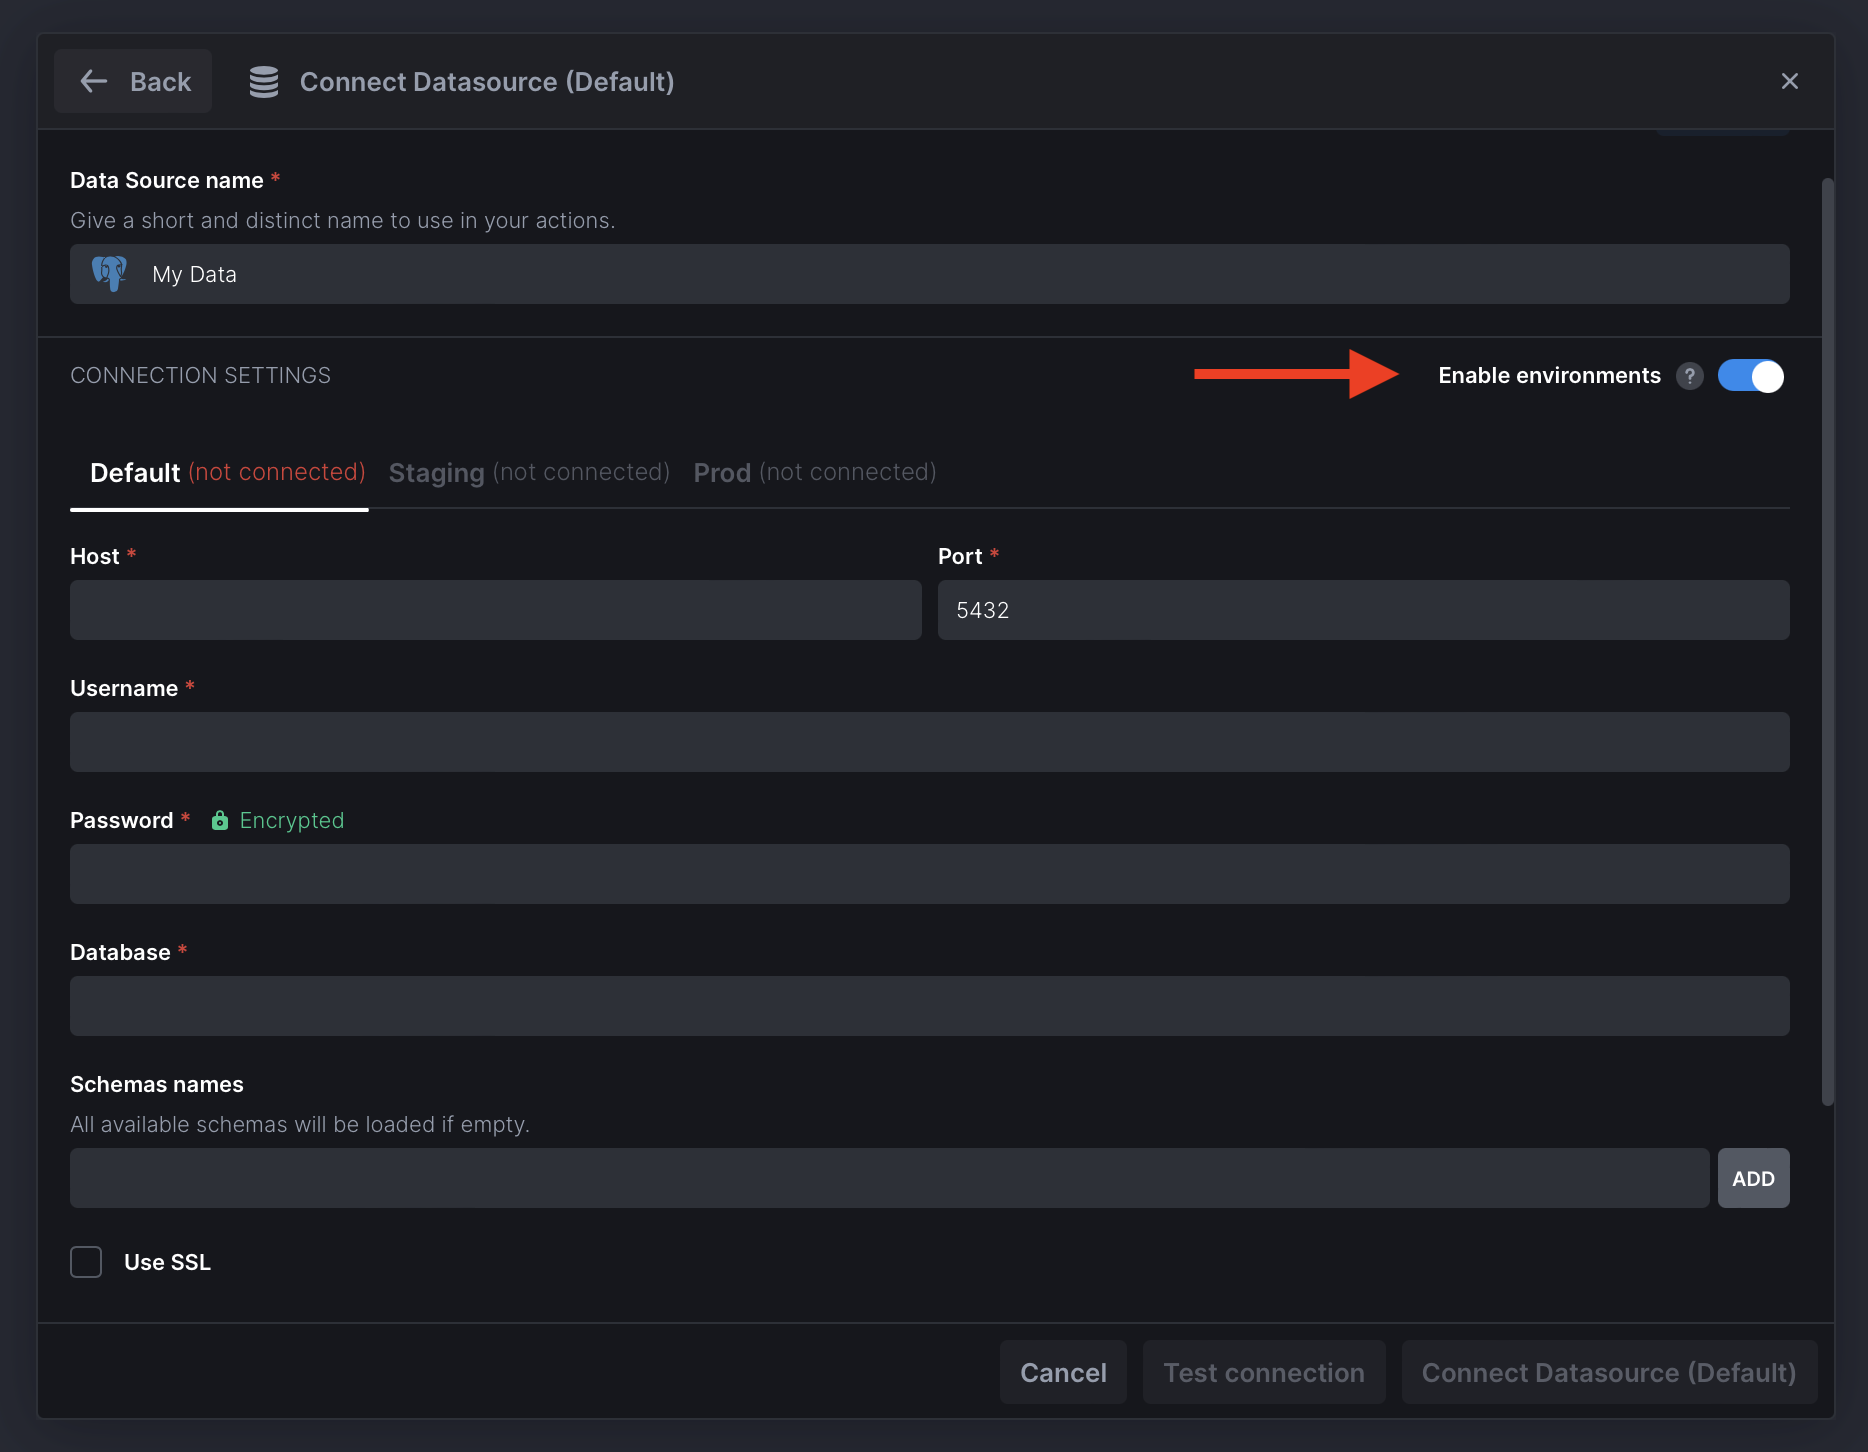 Back
Connect Datasource (Default)
Data Source name *
Give a short and distinct name to use in your actions.
My Data
CONNECTION SETTINGS
Enable environments ?
Default (not connected) Staging (not connected) Prod (not connected)
Host *
Port *
5432
Username *
Password * Encrypted
Database *
Schemas names
All available schemas will be loaded if empty.
ADD
Use SSL
Cancel
Test connection
Connect Datasource (Default)